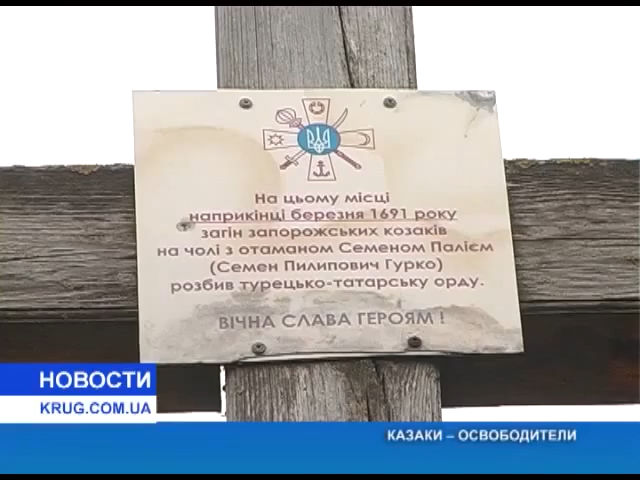 На цьому місці
наприкінці березня 1691 року
загін запорожських козаків
на чолі з отаманом Семеном Палієм
(Семен Пилипович Гурко)
розбив турецько-татарську орду.
ВІЧНА СЛАВА ГЕРОЯМ !
НОВОСТИ
KRUG.COM.UA
КАЗАКИ – ОСВОБОДИТЕЛИ